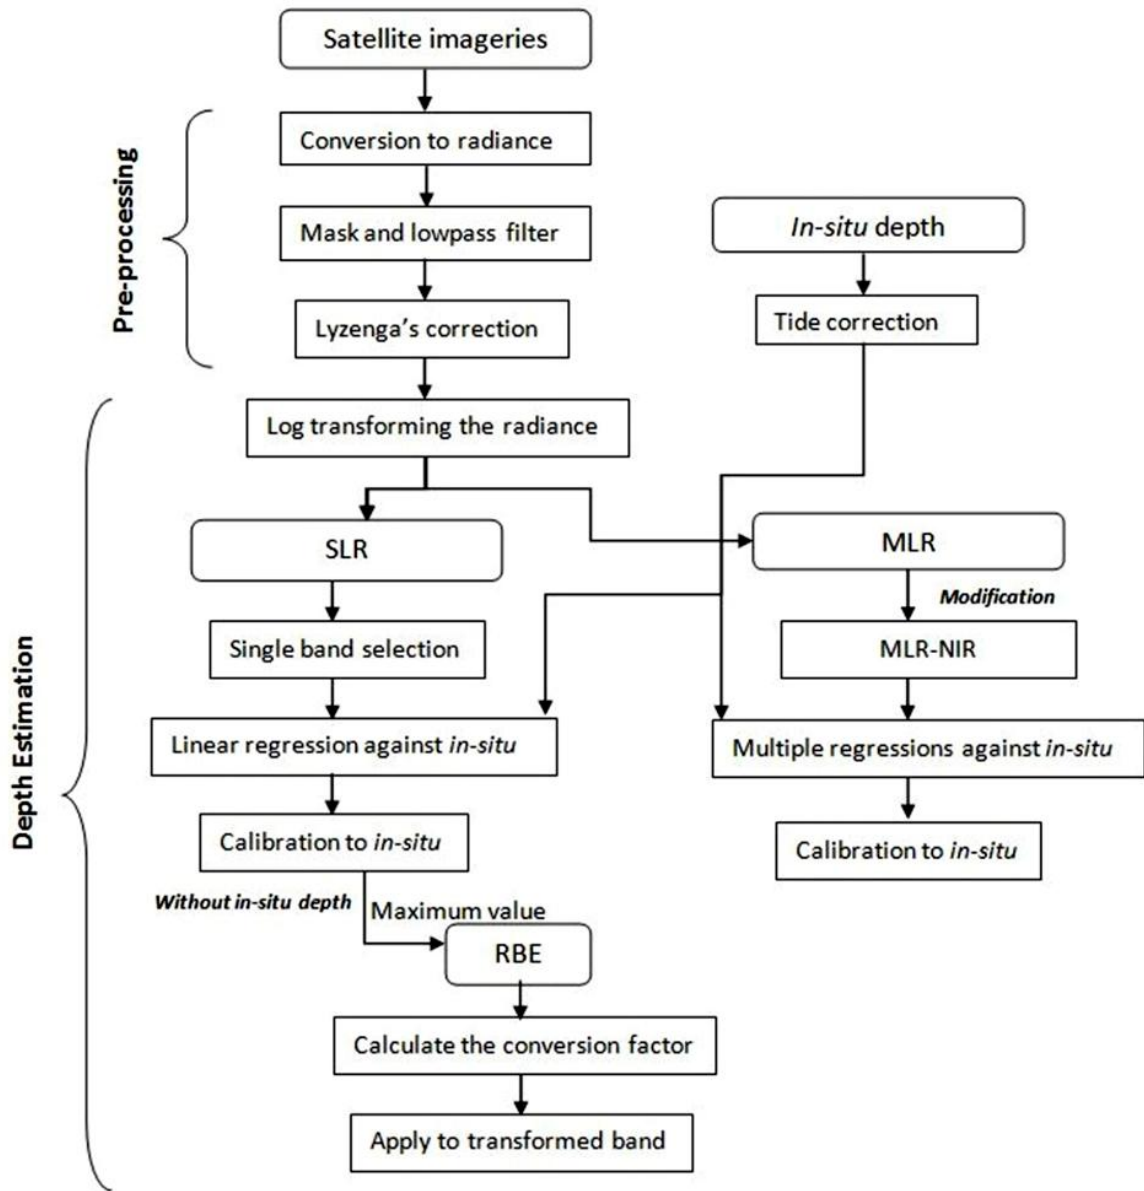 Satellite imageries
Pre-processing
Conversion to radiance
Mask and lowpass filter
Lyzenga's correction
In-situ depth
Tide correction
Depth Estimation
Log transforming the radiance
SLR
MLR
Modification
Single band selection
MLR-NIR
Linear regression against in-situ
Multiple regressions against in-situ
Calibration to in-situ
Calibration to in-situ
Without in-situ depth
Maximum value
RBE
Calculate the conversion factor
Apply to transformed band